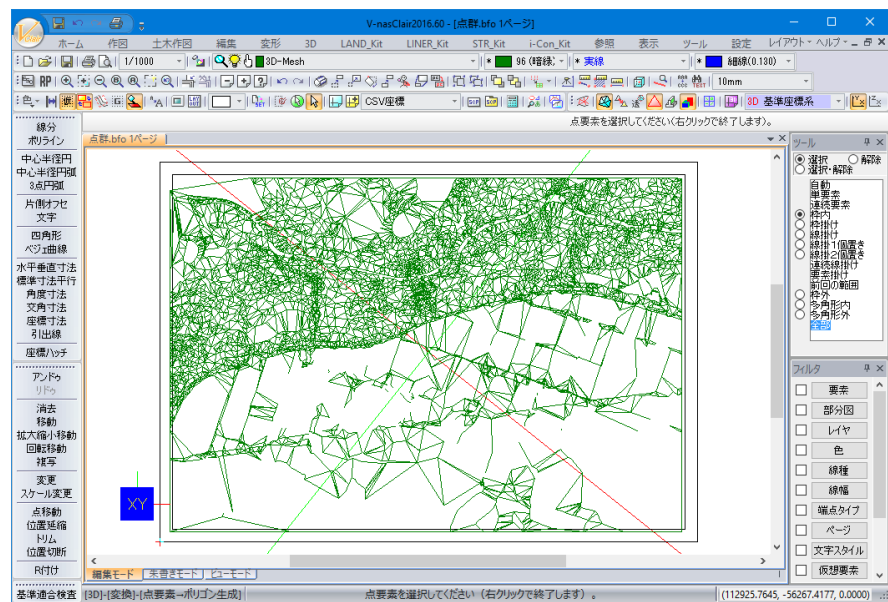 V-nasClair2016.60 - [点群.bfo 1ページ]
ホーム 作図 土木作図 編集 変形 3D LAND_Kit LINER_Kit STR_Kit i-Con_Kit 参照 表示 ツール 設定 レイアウト・ヘルプ・
1/1000 3D-Mesh * 96 (暗緑) * 実線 * 細線(0.130)
RP 10mm
CSV座標 3D 基準座標系
点要素を選択してください(右クリックで終了します)。
線分
ポリライン
中心半径円
中心半径円弧
3点円弧
片側オフセ
文字
四角形
ベジェ曲線
水平垂直寸法
標準寸法平行
角度寸法
交角寸法
座標寸法
引出線
座標ハッチ
アンドゥ
リドゥ
消去
移動
拡大縮小移動
回転移動
複写
変更
スケール変更
点移動
位置延縮
トリム
位置切断
R付け
基準適合検査
点群.bfo 1ページ
XY
編集モード 朱書きモード ビューモード
ツール
選択 解除
選択・解除
自動
単要素
連続要素
枠内
枠掛け
線掛け
線掛1個置き
線掛2個置き
連続線掛け
要素掛け
前回の範囲
枠外
多角形内
多角形外
全部
フィルタ
要素
部分図
レイヤ
色
線種
線幅
端点タイプ
ページ
文字スタイル
仮想要素
[3D]-[変換]-[点要素→ポリゴン生成] 点要素を選択してください（右クリックで終了します）。 (112925.7645, -56267.4177, 0.0000)